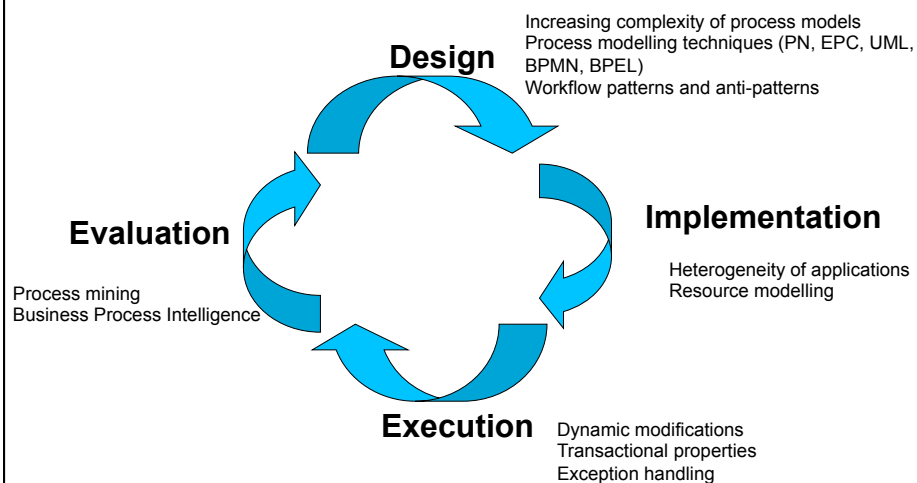 Increasing complexity of process models
Process modelling techniques (PN, EPC, UML,
BPMN, BPEL)
Workflow patterns and anti-patterns
Design
Implementation
Heterogeneity of applications
Resource modelling
Evaluation
Process mining
Business Process Intelligence
Execution
Dynamic modifications
Transactional properties
Exception handling